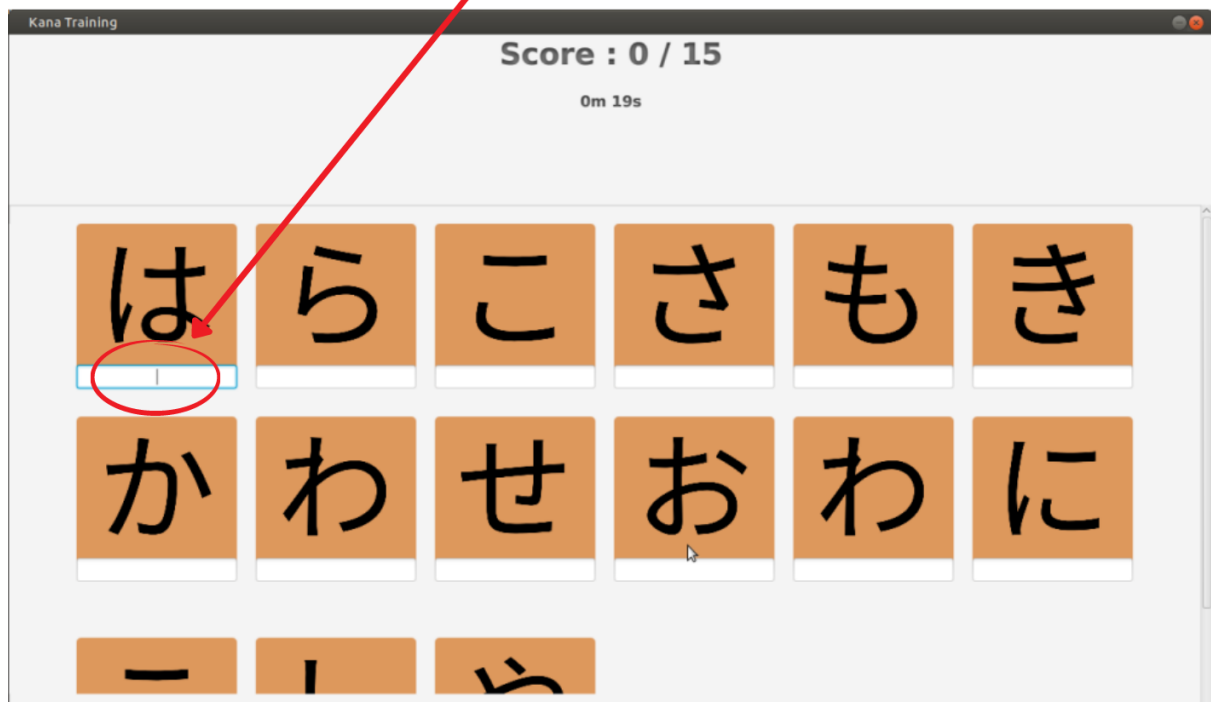 Kana Training
Score : 0 / 15
0m 19s
は ら こ さ も き
か わ せ お わ に